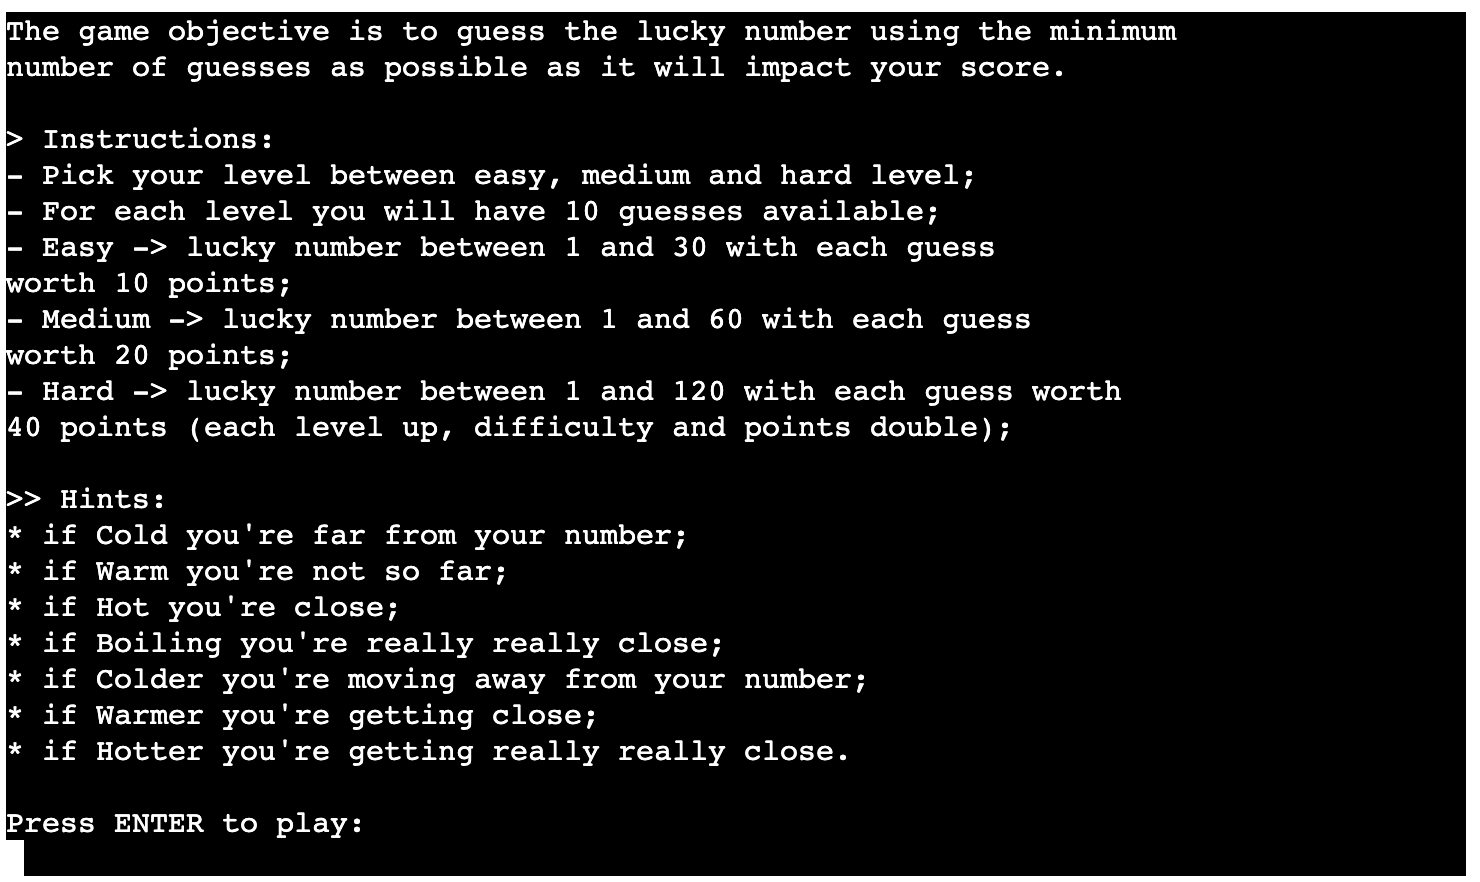 The game objective is to guess the lucky number using the minimum
number of guesses as possible as it will impact your score.
> Instructions:
- Pick your level between easy, medium and hard level;
- For each level you will have 10 guesses available;
- Easy -> lucky number between 1 and 30 with each guess
worth 10 points;
- Medium -> lucky number between 1 and 60 with each guess
worth 20 points;
- Hard -> lucky number between 1 and 120 with each guess worth
40 points (each level up, difficulty and points double);
>> Hints:
* if Cold you're far from your number;
* if Warm you're not so far;
* if Hot you're close;
* if Boiling you're really really close;
* if Colder you're moving away from your number;
* if Warmer you're getting close;
* if Hotter you're getting really really close.
Press ENTER to play: